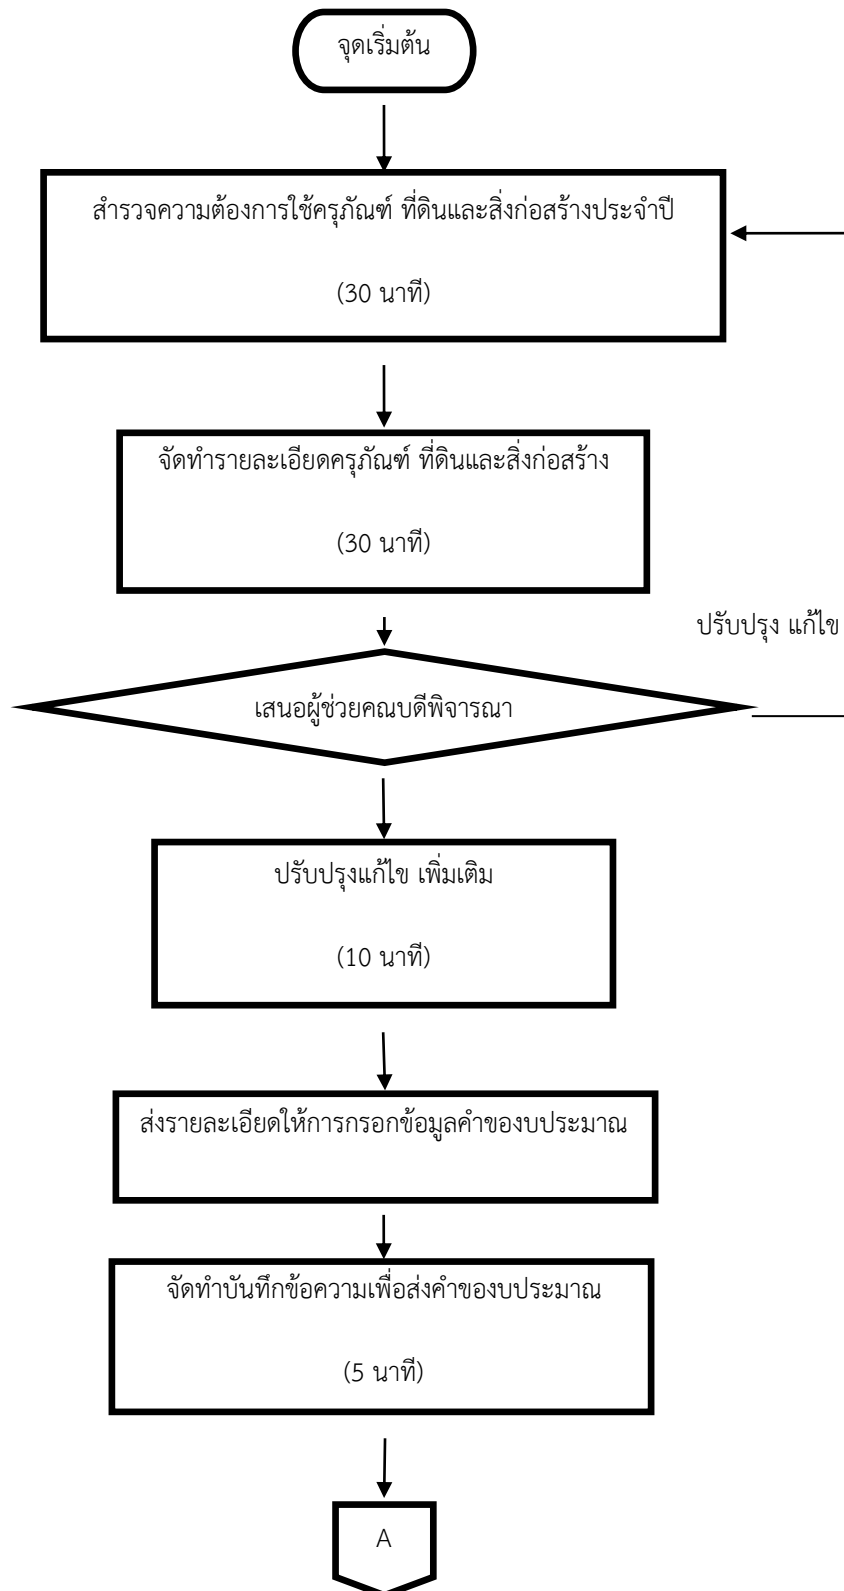 จุดเริ่มต้น
สำรวจความต้องการใช้ครุภัณฑ์ ที่ดินและสิ่งก่อสร้างประจำปี
(30 นาที)
จัดทำรายละเอียดครุภัณฑ์ ที่ดินและสิ่งก่อสร้าง
(30 นาที)
ปรับปรุง แก้ไข
เสนอผู้ช่วยคณบดีพิจารณา
ปรับปรุงแก้ไข เพิ่มเติม
(10 นาที)
ส่งรายละเอียดให้การกรอกข้อมูลคำของบประมาณ
จัดทำบันทึกข้อความเพื่อส่งคำของบประมาณ
(5 นาที)
A